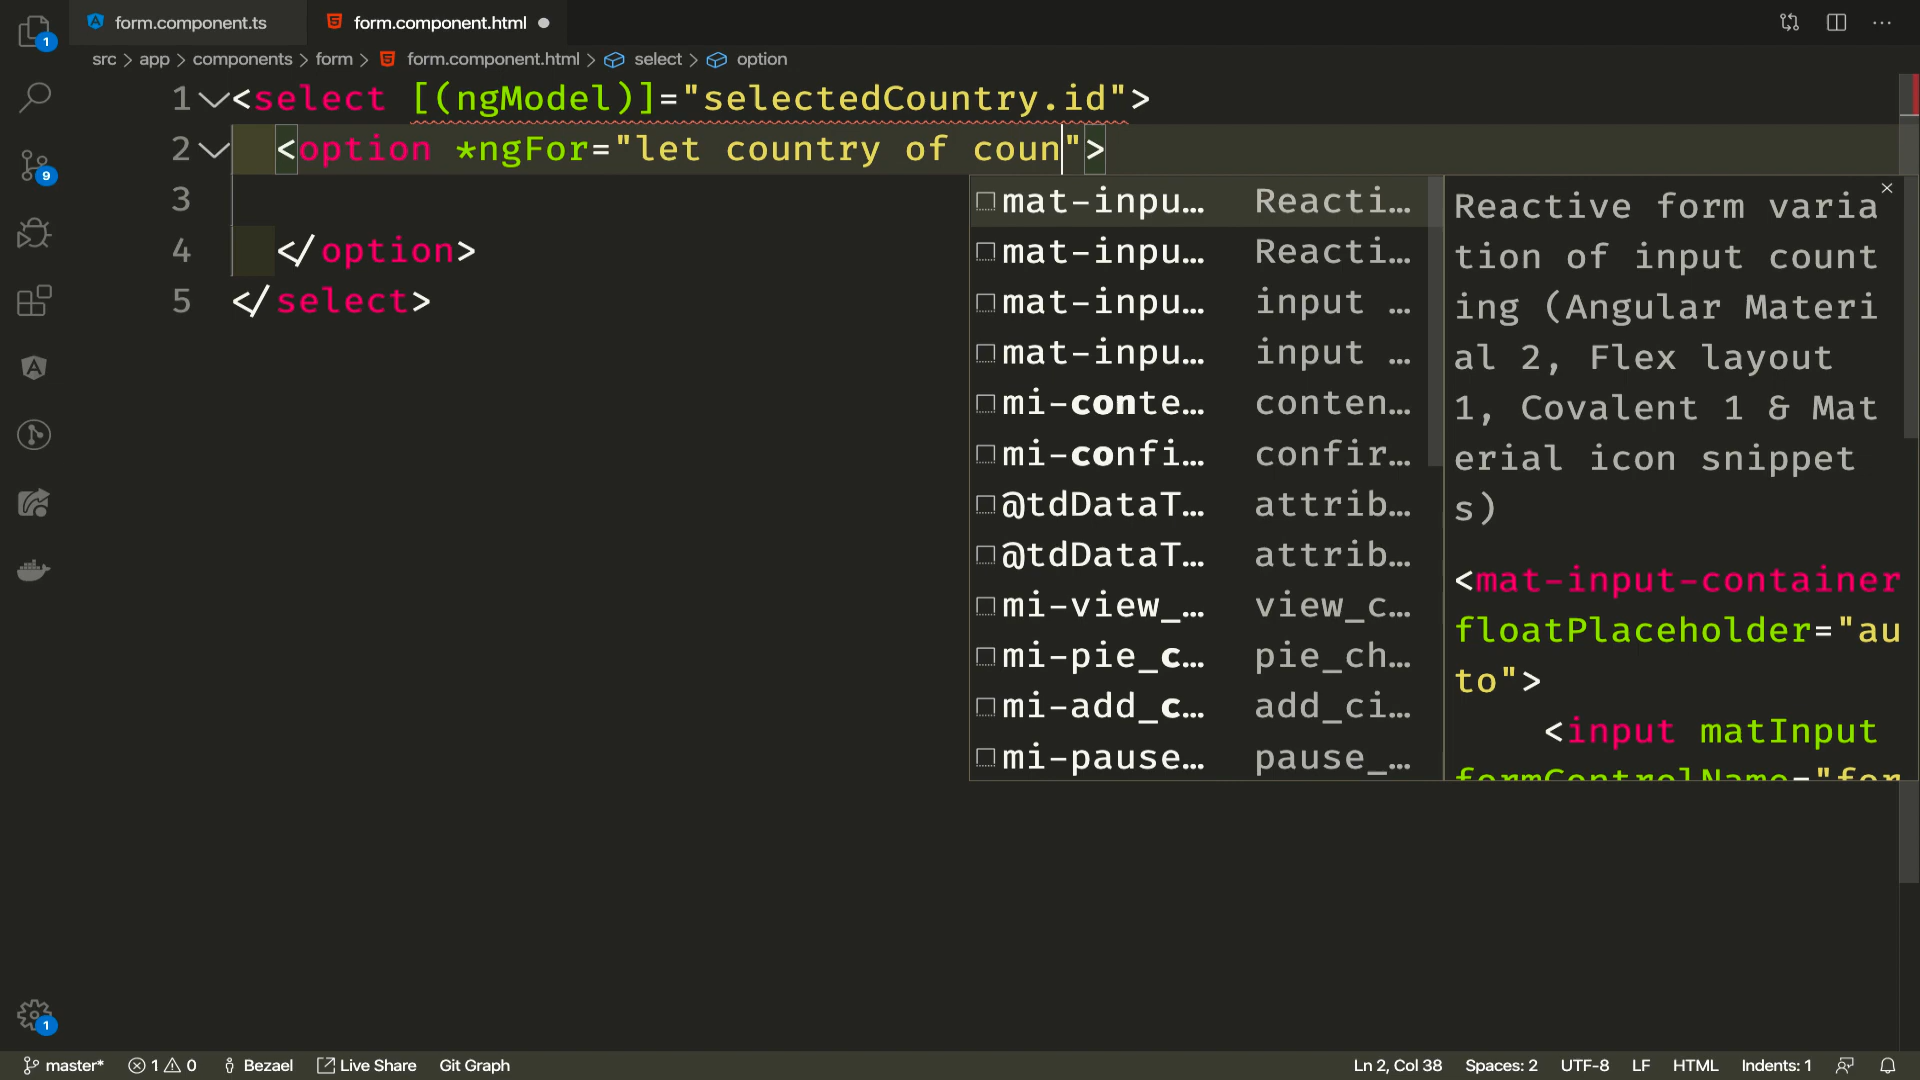 form.component.ts
form.component.html
src > app > components > form > form.component.html > select > option
1
9
1 <select [(ngModel)]="selectedCountry.id">
2 <option *ngFor="let country of coun">
3
4 </option>
5 </select>
mat-inpu… Reacti…
mat-inpu… Reacti…
mat-inpu… input …
mat-inpu… input …
mi-conte… conten…
mi-confi… confir…
@tdDataT… attrib…
@tdDataT… attrib…
mi-view_… view_c…
mi-pie_c… pie_ch…
mi-add_c… add_ci…
mi-pause… pause_…
Reactive form varia
tion of input count
ing (Angular Materi
al 2, Flex layout
1, Covalent 1 & Mat
erial icon snippet
s)
<mat-input-container
floatPlaceholder="au
to">
<input matInput
formControlName="for
1
master* 1 0 Bezael Live Share Git Graph
Ln 2, Col 38 Spaces: 2 UTF-8 LF HTML Indents: 1